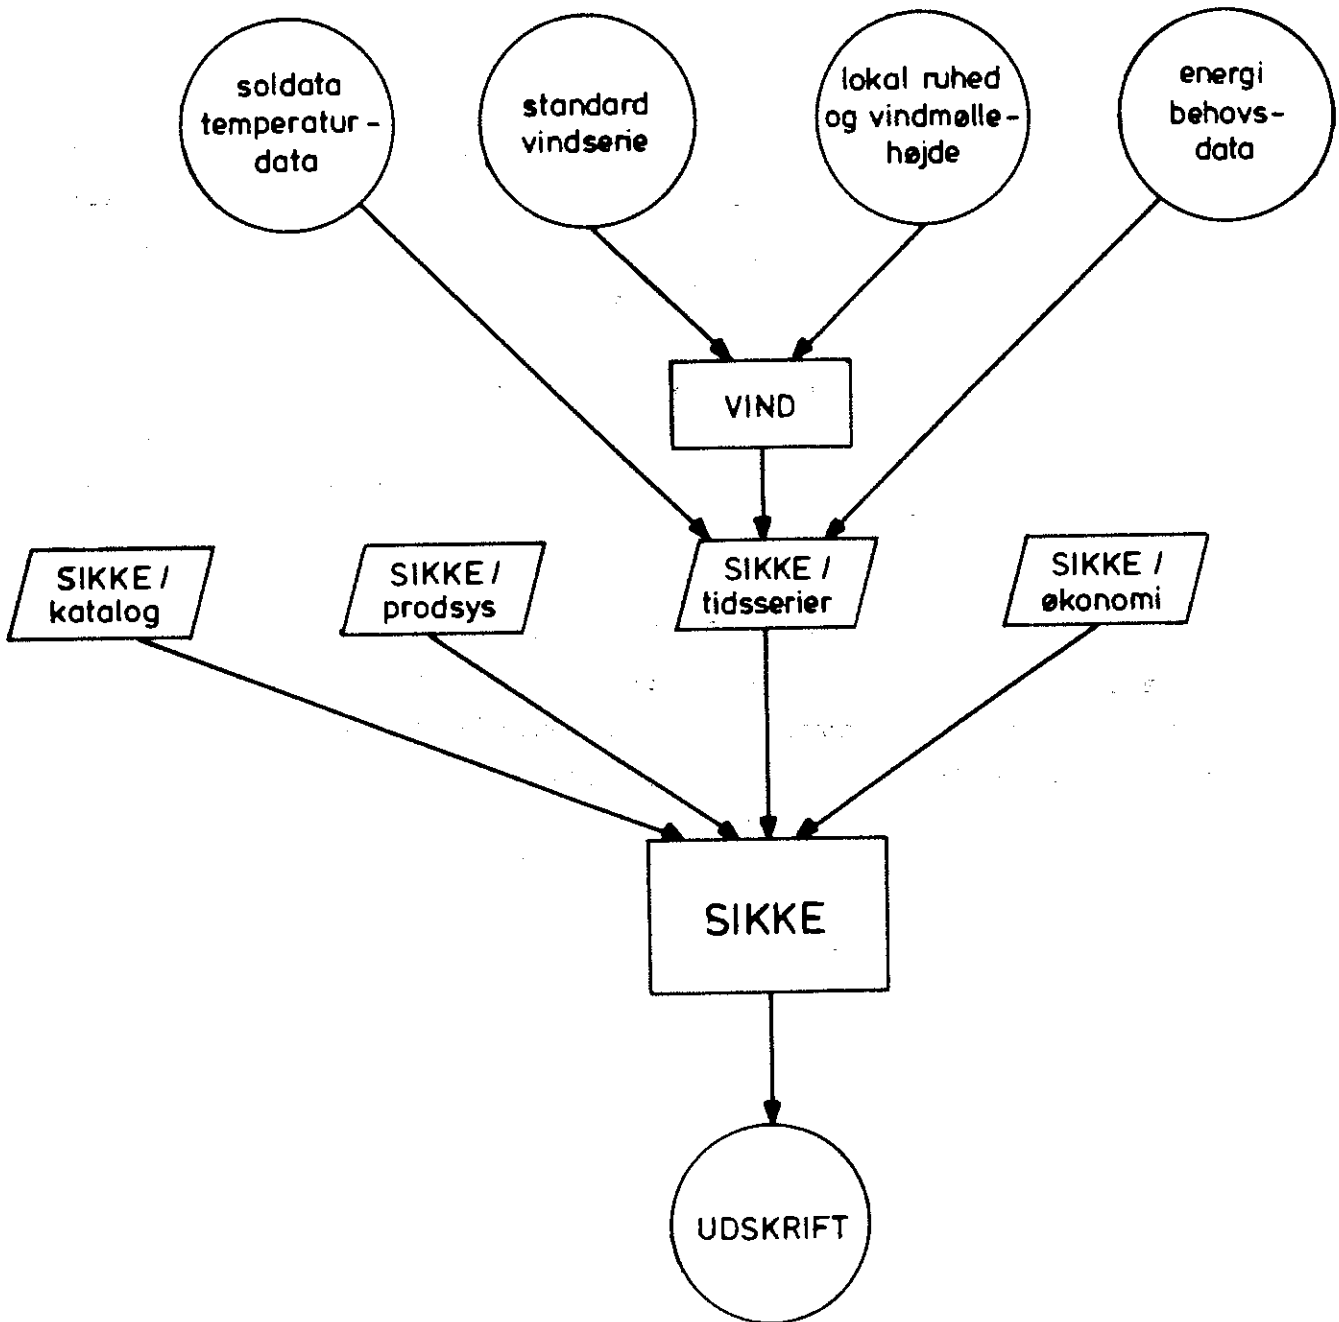 soldata
temperatur-
data
standard
vindserie
lokal ruhed
og vindmølle-
højde
energi
behovs-
data
VIND
SIKKE /
katalog
SIKKE /
prodsys
SIKKE /
tidsserier
SIKKE /
økonomi
SIKKE
UDSKRIFT